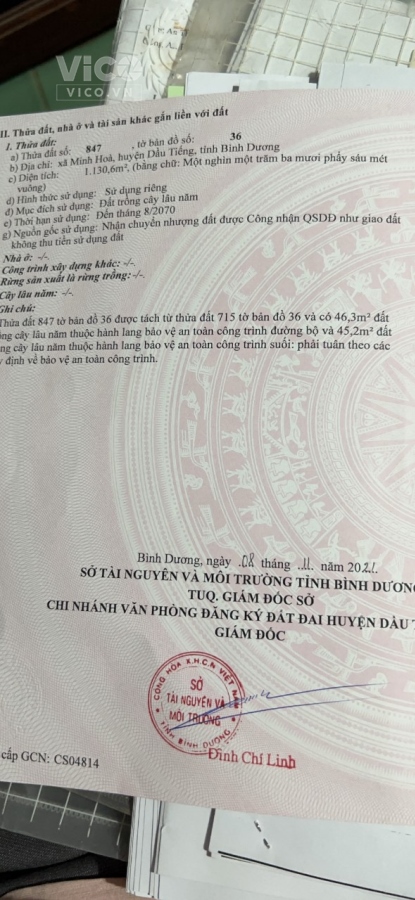 VICO
VICO.VN
II. Thửa đất, nhà ở và tài sản khác gắn liền với đất
1. Thửa đất:
a) Thửa đất số: 847 , tờ bản đồ số: 36
b) Địa chỉ: xã Minh Hoà, huyện Dầu Tiếng, tỉnh Bình Dương
c) Diện tích: 1.130,6m², (bằng chữ: Một nghìn một trăm ba mươi phẩy sáu mét
vuông)
d) Hình thức sử dụng: Sử dụng riêng
đ) Mục đích sử dụng: Đất trồng cây lâu năm
e) Thời hạn sử dụng: Đến tháng 8/2070
g) Nguồn gốc sử dụng: Nhận chuyển nhượng đất được Công nhận QSDĐ như giao đất
không thu tiền sử dụng đất
Nhà ở: -/-.
Công trình xây dựng khác: -/-.
Rừng sản xuất là rừng trồng: -/-.
Cây lâu năm: -/-.
Ghi chú:
Thửa đất 847 tờ bản đồ 36 được tách từ thửa đất 715 tờ bản đồ 36 và có 46,3m² đất
ng cây lâu năm thuộc hành lang bảo vệ an toàn công trình đường bộ và 45,2m² đất
ng cây lâu năm thuộc hành lang bảo vệ an toàn công trình suối: phải tuân theo các
định về bảo vệ an toàn công trình.
Bình Dương, ngày 08 tháng 11 năm 2021
SỞ TÀI NGUYÊN VÀ MÔI TRƯỜNG TỈNH BÌNH DƯƠNG
TUQ. GIÁM ĐỐC SỞ
CHI NHÁNH VĂN PHÒNG ĐĂNG KÝ ĐẤT ĐAI HUYỆN DẦU T
GIÁM ĐỐC
CỘNG HÒA X.H.C.N VIỆT NAM
SỞ
TÀI NGUYÊN VÀ
MÔI TRƯỜNG
TỈNH BÌNH DƯƠNG
Đinh Chí Linh
cấp GCN: CS04814